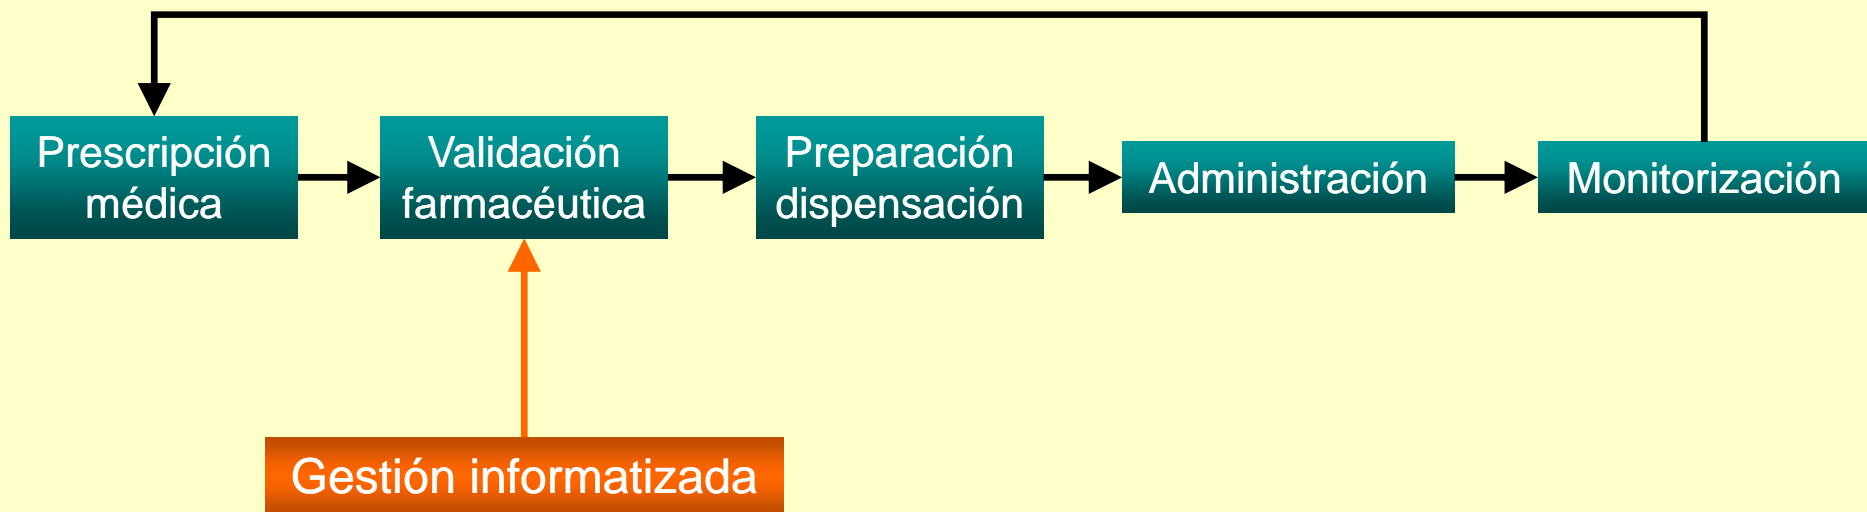 Prescripción
médica
Validación
farmacéutica
Preparación
dispensación
Administración
Monitorización
Gestión informatizada